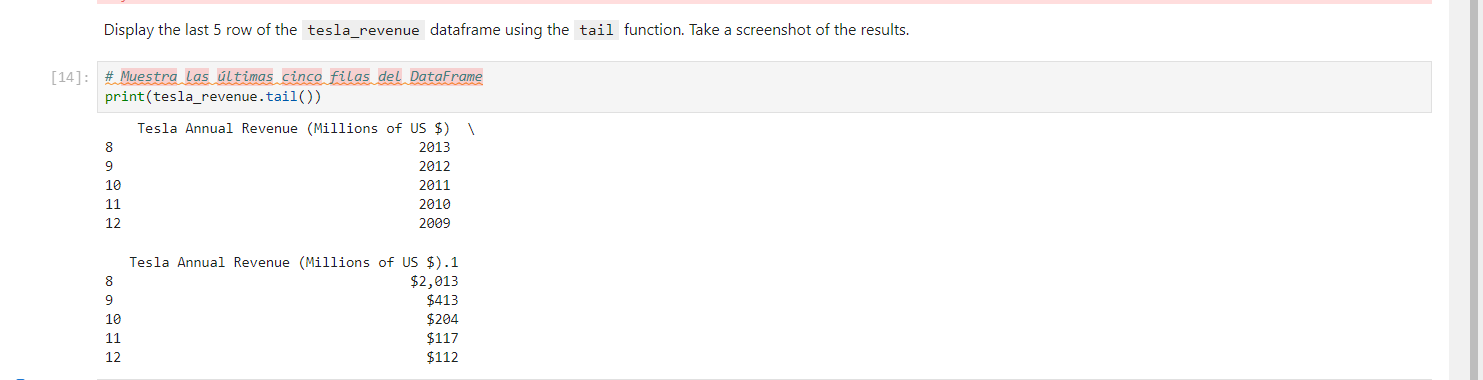 Display the last 5 row of the tesla_revenue dataframe using the tail function. Take a screenshot of the results.
[14]: # Muestra las últimas cinco filas del DataFrame
print(tesla_revenue.tail())
Tesla Annual Revenue (Millions of US $) \
8 2013
9 2012
10 2011
11 2010
12 2009
Tesla Annual Revenue (Millions of US $).1
8 $2,013
9 $413
10 $204
11 $117
12 $112